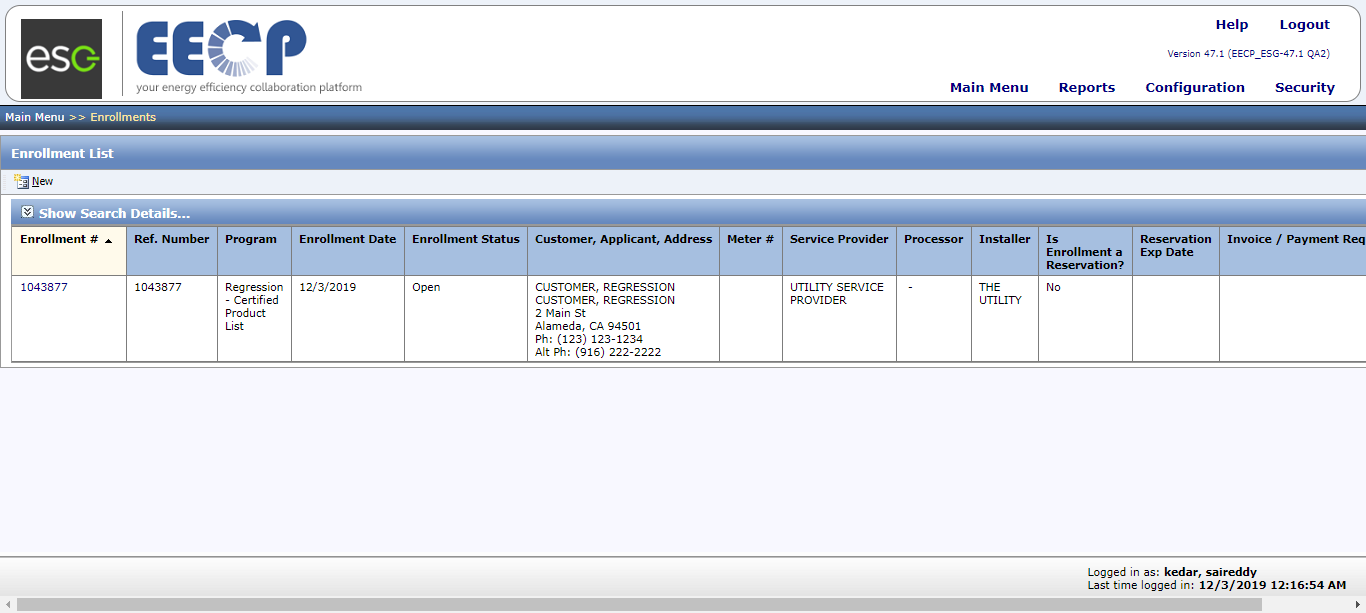 Help Logout
esg EECP
your energy efficiency collaboration platform
Version 47.1 (EECP_ESG-47.1 QA2)
Main Menu Reports Configuration Security
Main Menu >> Enrollments
Enrollment List
New
Show Search Details...
Enrollment # Ref. Number Program Enrollment Date Enrollment Status Customer, Applicant, Address Meter # Service Provider Processor Installer Is Reservation Invoice / Payment Req
Enrollment a Exp Date
Reservation?
1043877 1043877 Regression 12/3/2019 Open CUSTOMER, REGRESSION UTILITY SERVICE - THE No
- Certified CUSTOMER, REGRESSION PROVIDER UTILITY
Product 2 Main St
List Alameda, CA 94501
Ph: (123) 123-1234
Alt Ph: (916) 222-2222
Logged in as: kedar, saireddy
Last time logged in: 12/3/2019 12:16:54 AM